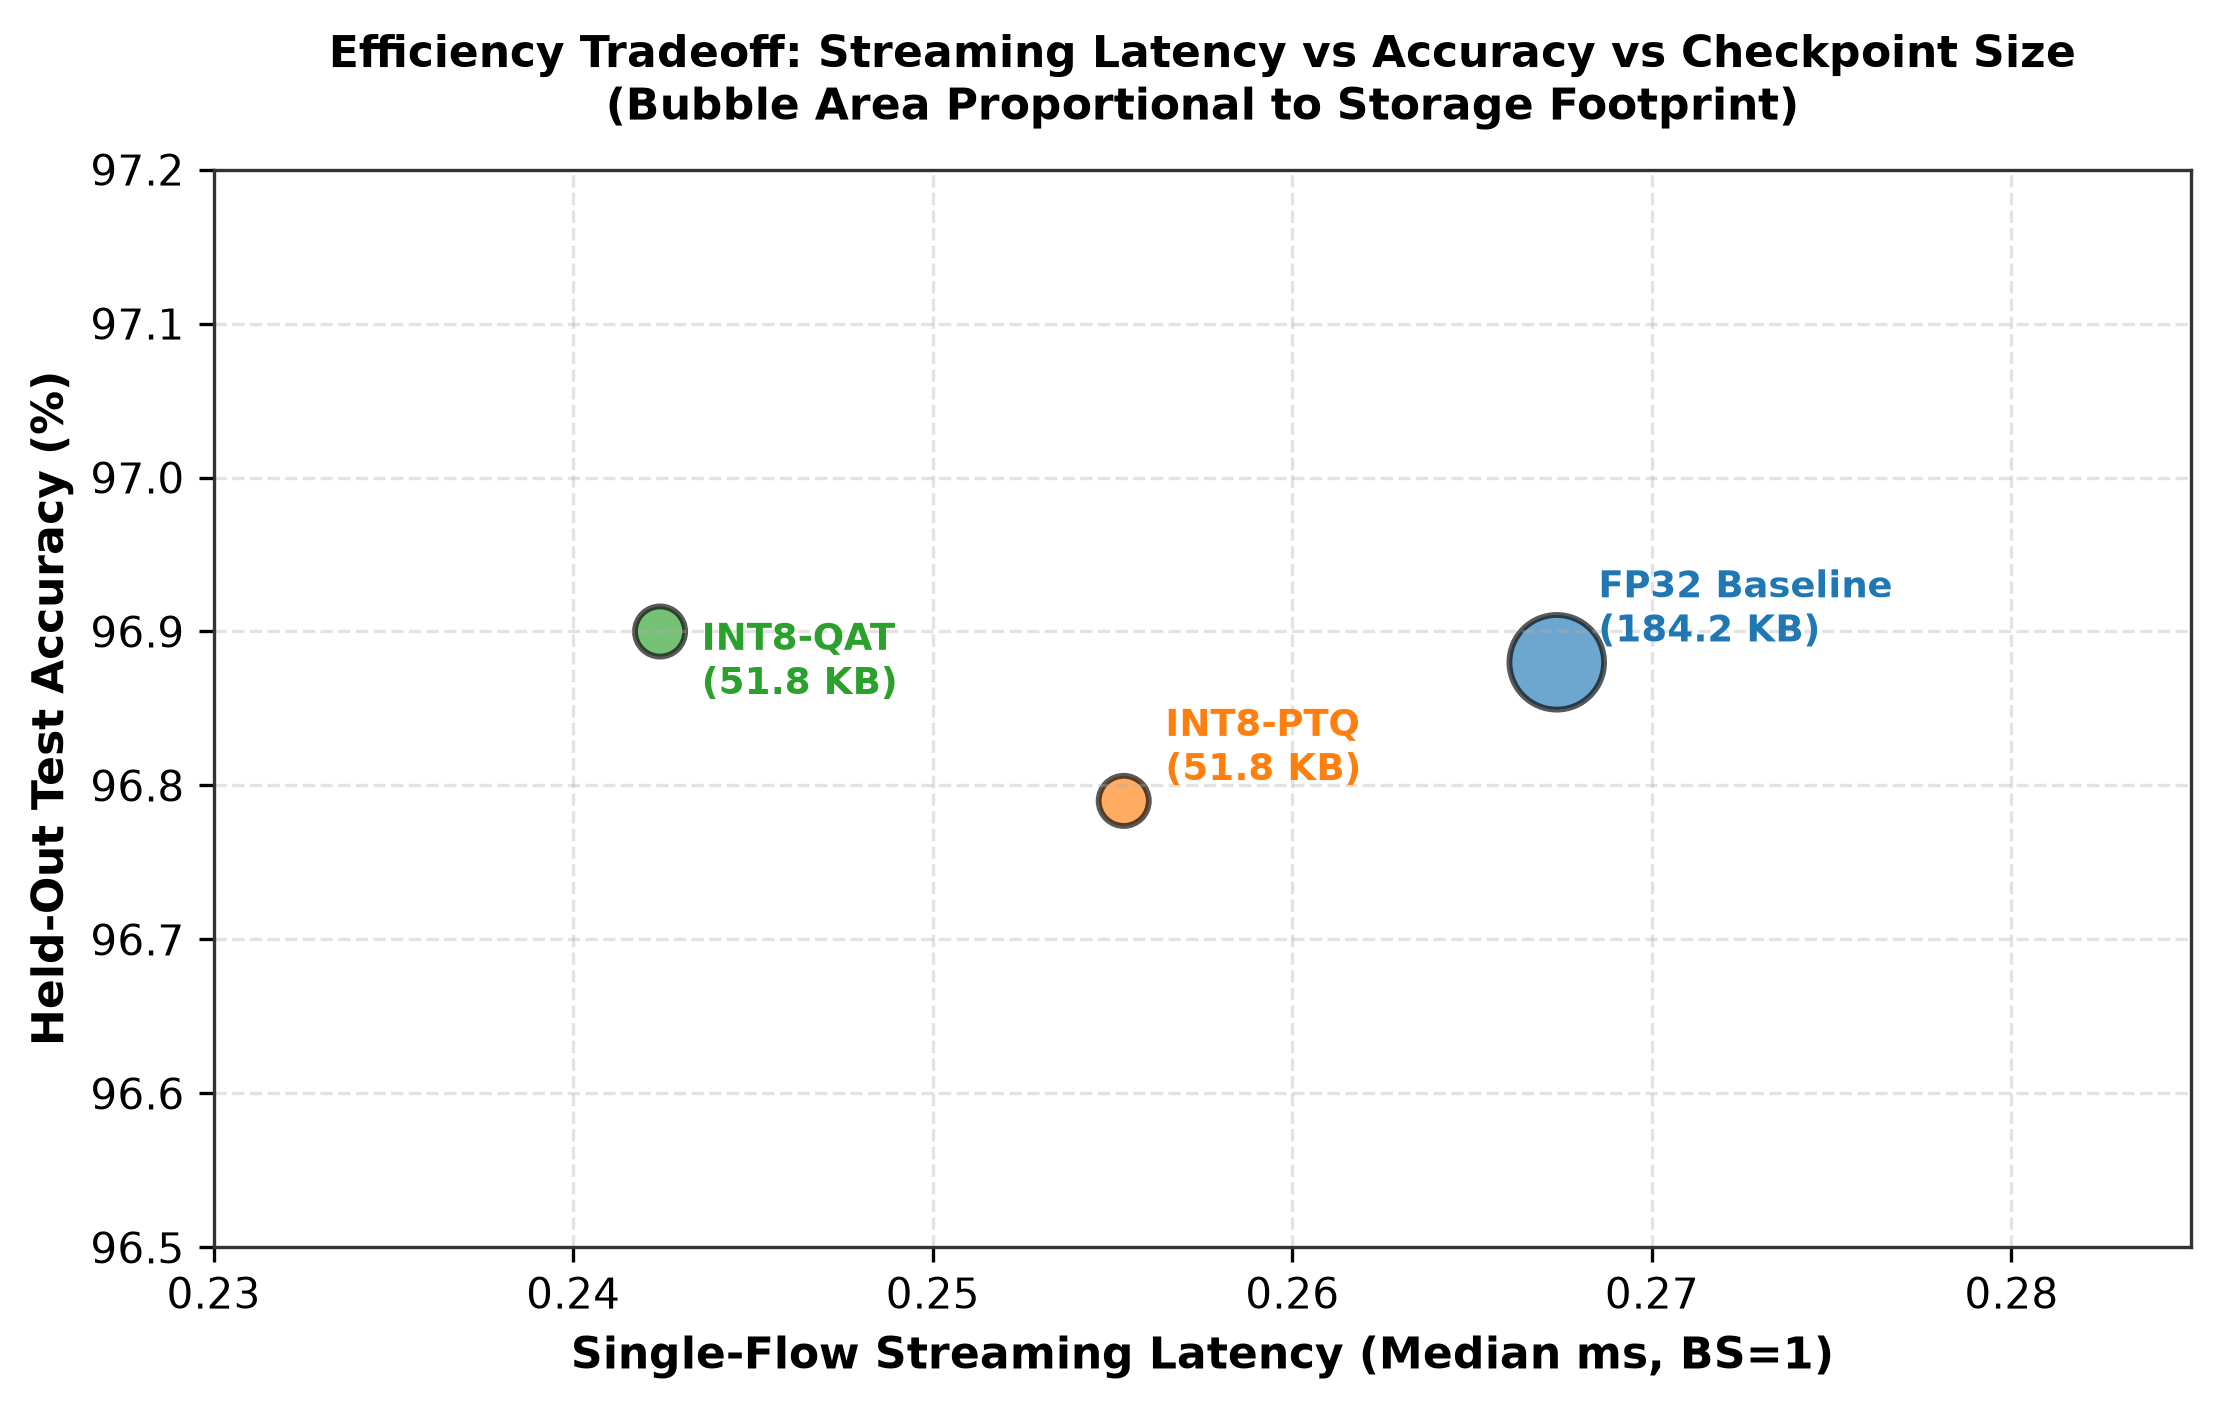 Efficiency Tradeoff: Streaming Latency vs Accuracy vs Checkpoint Size
(Bubble Area Proportional to Storage Footprint)
Held-Out Test Accuracy (%)
97.2
97.1
97.0
96.9
96.8
96.7
96.6
96.5
FP32 Baseline
(184.2 KB)
INT8-QAT
(51.8 KB)
INT8-PTQ
(51.8 KB)
0.23
0.24
0.25
0.26
0.27
0.28
Single-Flow Streaming Latency (Median ms, BS=1)